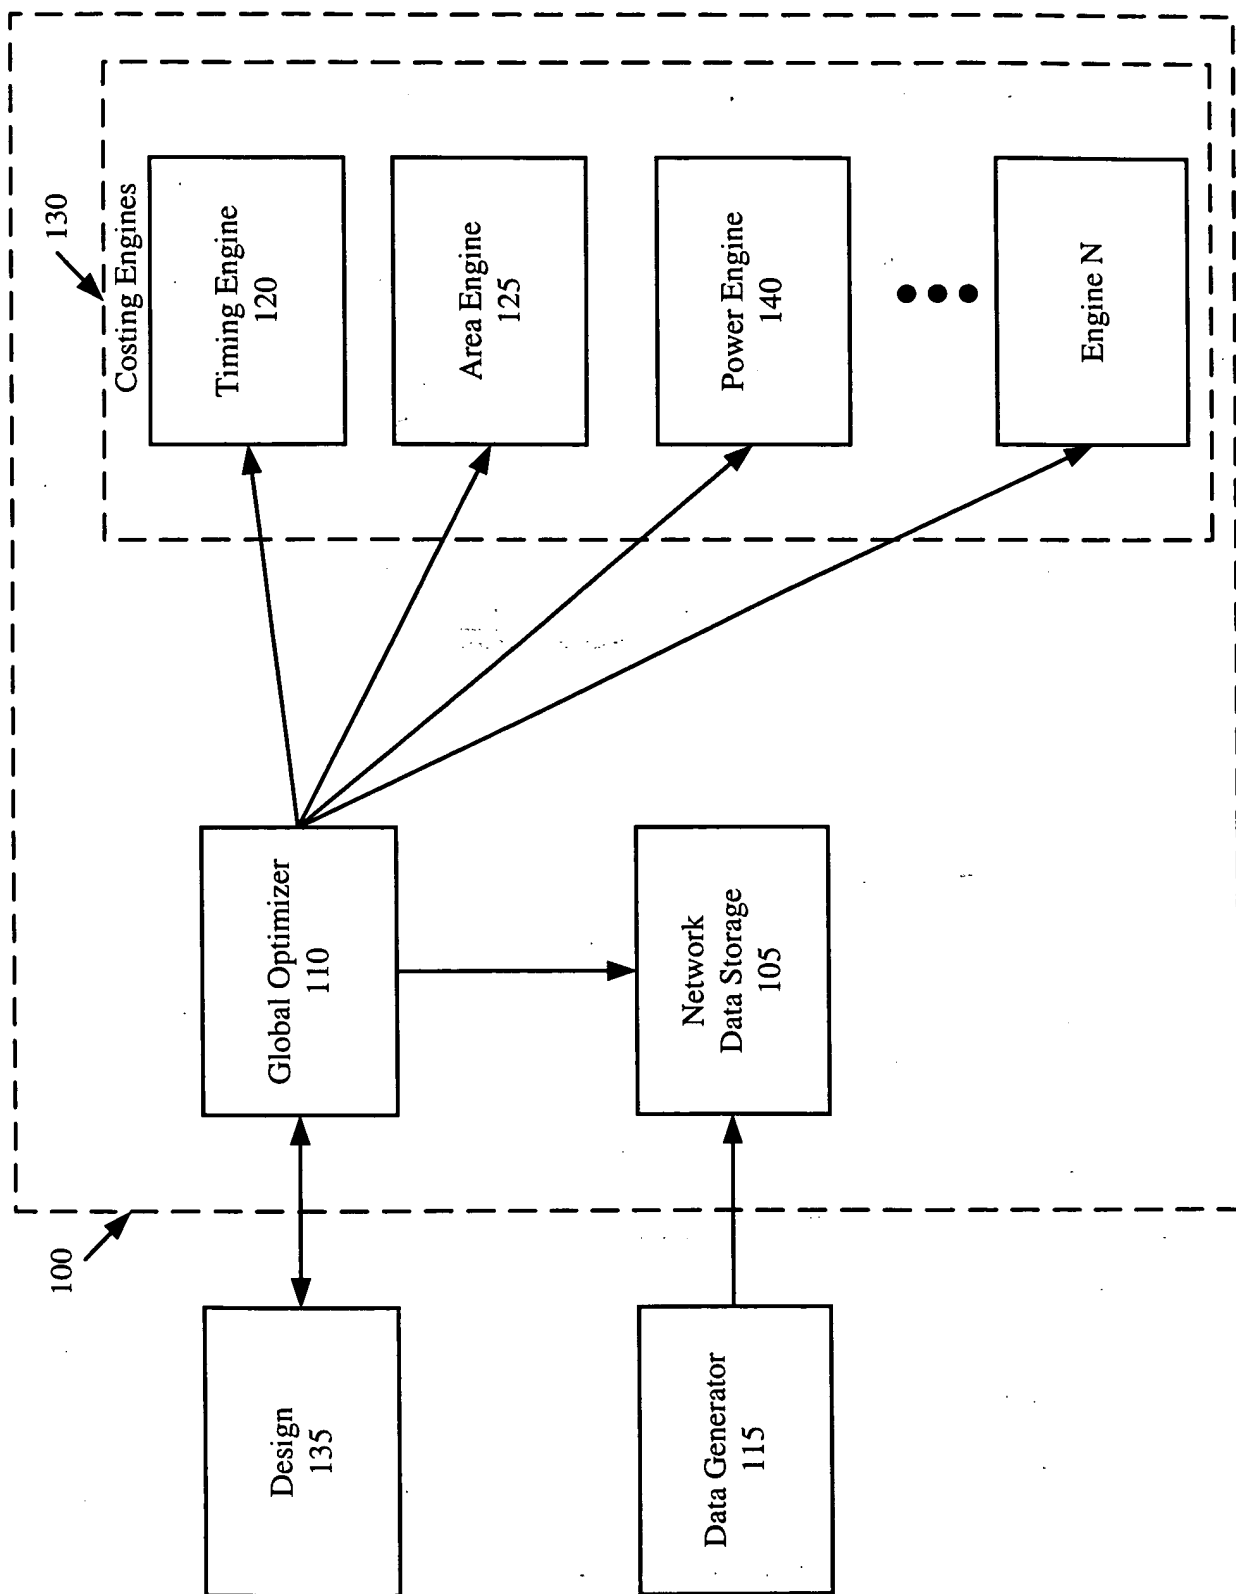 100
130
Costing Engines
Design
135
Global Optimizer
110
Timing Engine
120
Area Engine
125
Data Generator
115
Network
Data Storage
105
Power Engine
140
Engine N